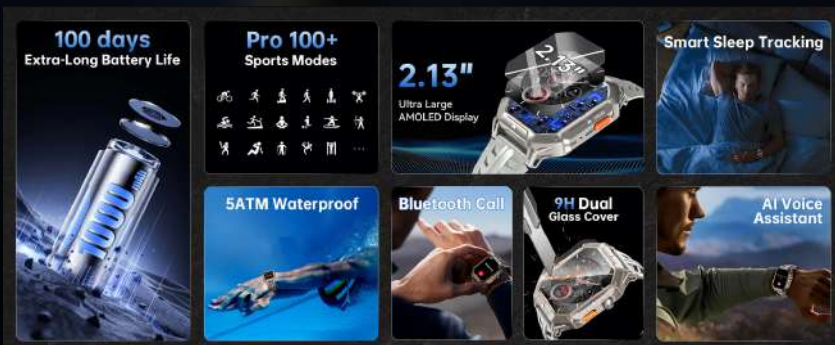 100 days
Extra-Long Battery Life
1000 mAh
Pro 100+
Sports Modes
2.13"
Ultra Large
AMOLED Display
2.13"
Smart Sleep Tracking
5ATM Waterproof
Bluetooth Call
9H Dual
Glass Cover
AI Voice
Assistant